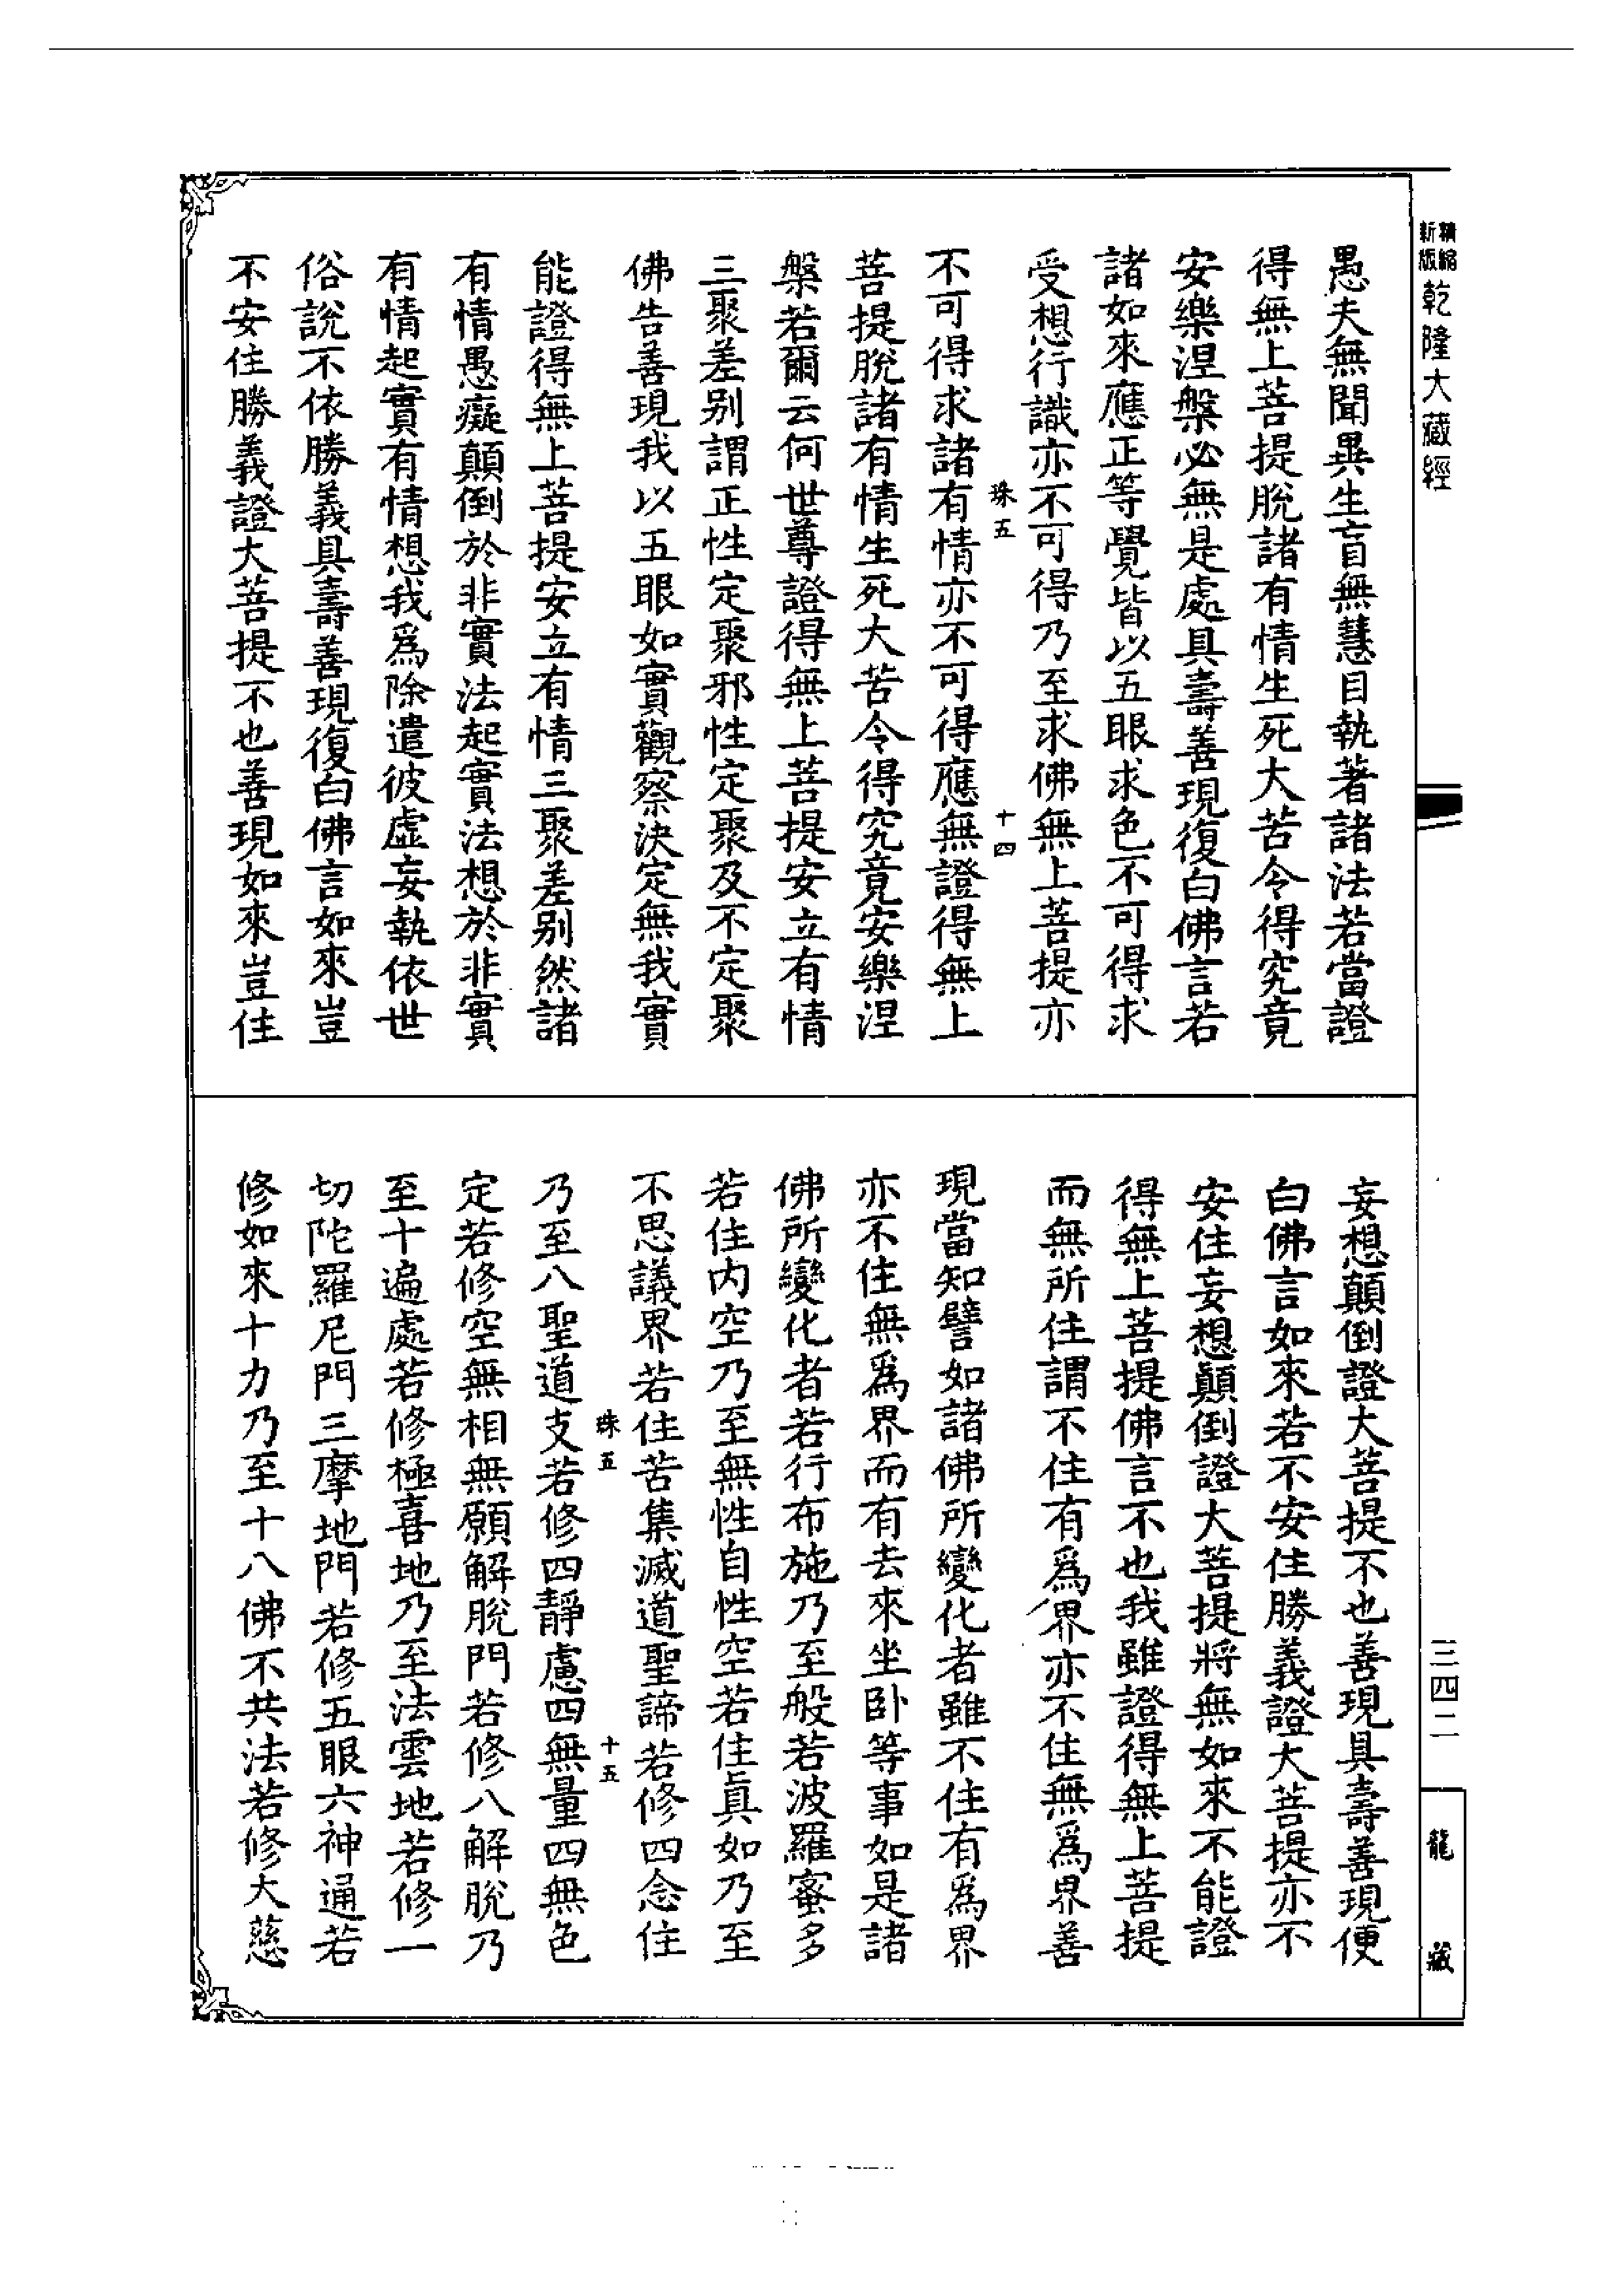 精縮新版乾隆大藏經
愚夫無聞異生盲無慧目執著諸法若當證
得無上菩提脫諸有情生死大苦令得究竟
安樂涅槃必無是處具壽善現復白佛言若
諸如來應正等覺皆以五眼求色不可得求
受想行識亦不可得乃至求佛無上菩提亦
珠五 十四
不可得求諸有情亦不可得應無證得無上
菩提脫諸有情生死大苦令得究竟安樂涅
槃若爾云何世尊證得無上菩提安立有情
三聚差別謂正性定聚邪性定聚及不定聚
佛告善現我以五眼如實觀察決定無我實
能證得無上菩提安立有情三聚差別然諸
有情愚癡顛倒於非實法起實法想於非實
有情起實有情想我為除遣彼虛妄執依世
俗說不依勝義具壽善現復白佛言如來豈
不安住勝義證大菩提不也善現如來豈住
妄想顛倒證大菩提不也善現具壽善現便
白佛言如來若不安住勝義證大菩提亦不
安住妄想顛倒證大菩提將無如來不能證
得無上菩提佛言不也我雖證得無上菩提
而無所住謂不住有為界亦不住無為界善
現當知譬如諸佛所變化者雖不住有為界
亦不住無為界而有去來坐臥等事如是諸
佛所變化者若行布施乃至般若波羅蜜多
若住內空乃至無性自性空若住真如乃至
不思議界若住苦集滅道聖諦若修四念住
珠五 十五
乃至八聖道支若修四靜慮四無量四無色
定若修空無相無願解脫門若修八解脫乃
至十遍處若修極喜地乃至法雲地若修一
切陀羅尼門三摩地門若修五眼六神通若
修如來十力乃至十八佛不共法若修大慈
三四二
龍藏